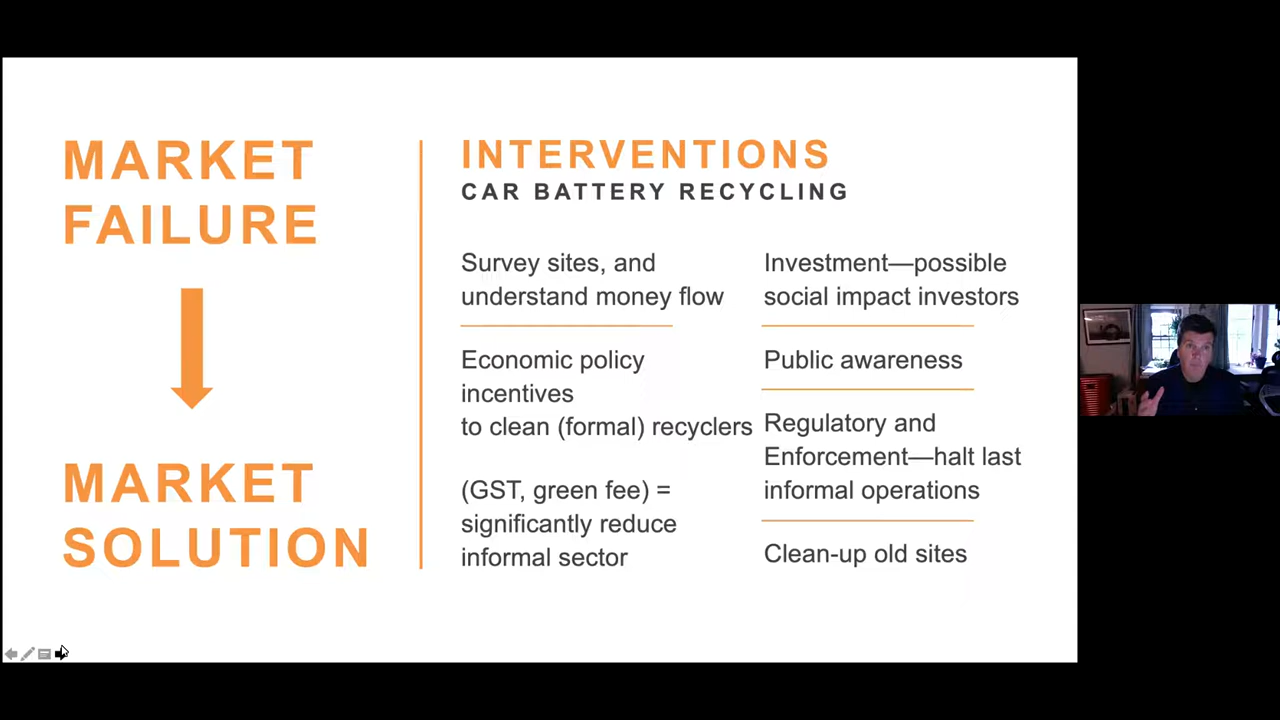 MARKET
FAILURE
MARKET
SOLUTION
INTERVENTIONS
CAR BATTERY RECYCLING
Survey sites, and
understand money flow
Economic policy
incentives
to clean (formal) recyclers
(GST, green fee) =
significantly reduce
informal sector
Investment—possible
social impact investors
Public awareness
Regulatory and
Enforcement—halt last
informal operations
Clean-up old sites